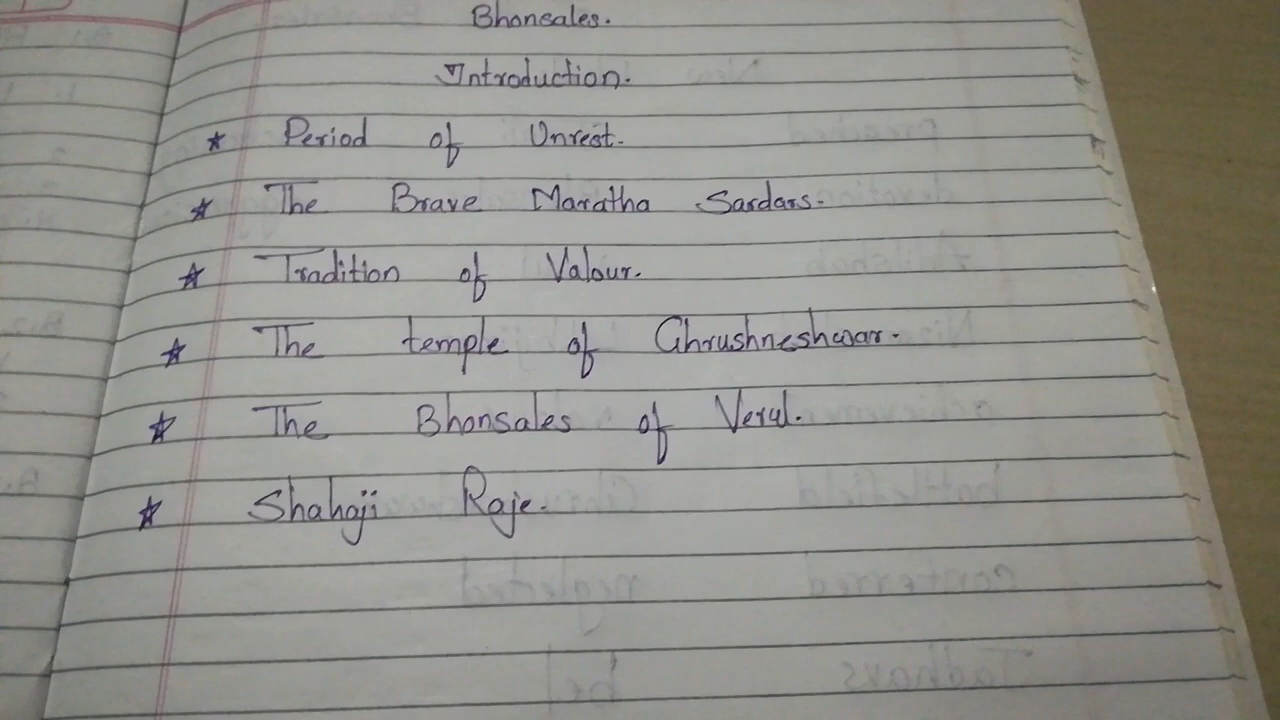 Bhonsales.
Introduction.
★ Period of Unrest.
★ The Brave Maratha Sardars.
★ Tradition of Valour.
★ The temple of Ghrushneshwar.
★ The Bhonsales of Verul.
★ Shahaji Raje.